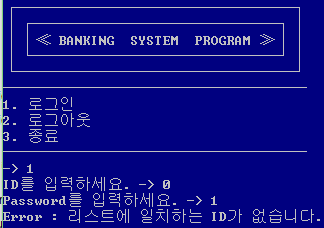 ≪ BANKING SYSTEM PROGRAM ≫
1. 로그인
2. 로그아웃
3. 종료
-> 1
ID를 입력하세요. -> 0
Password를 입력하세요. -> 1
Error : 리스트에 일치하는 ID가 없습니다.